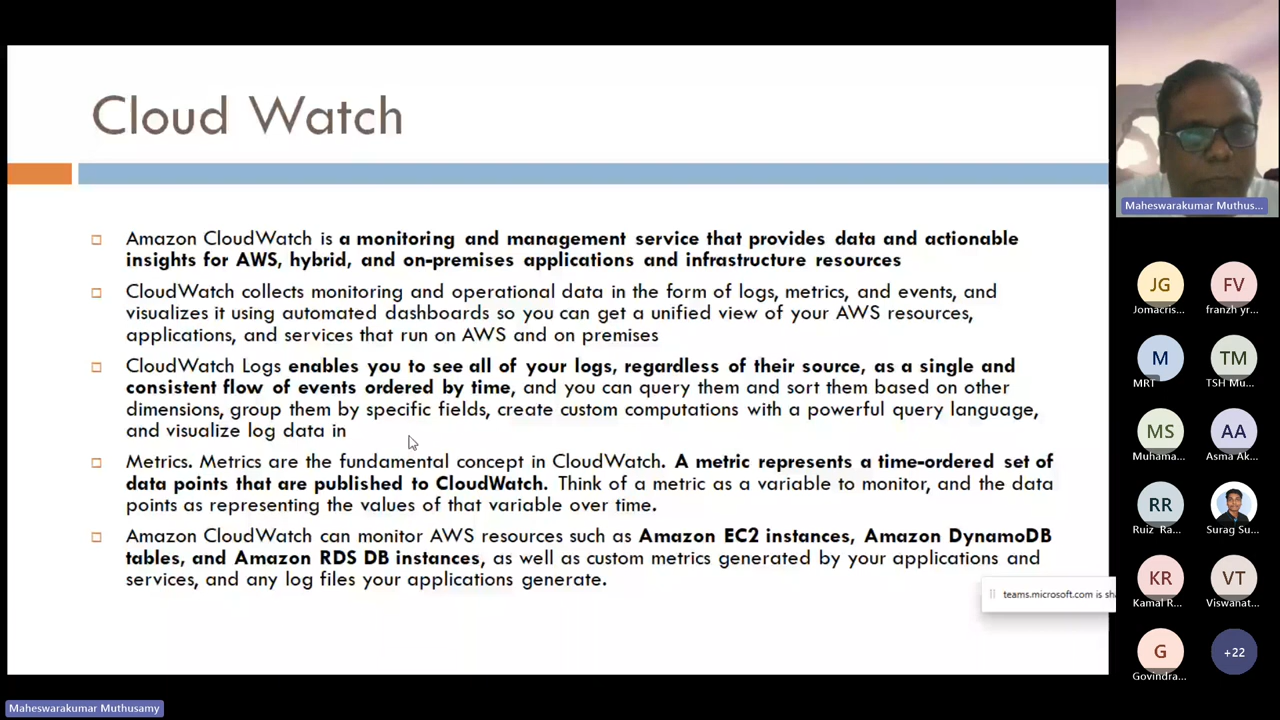 Cloud Watch
Amazon CloudWatch is a monitoring and management service that provides data and actionable
insights for AWS, hybrid, and on-premises applications and infrastructure resources
CloudWatch collects monitoring and operational data in the form of logs, metrics, and events, and
visualizes it using automated dashboards so you can get a unified view of your AWS resources,
applications, and services that run on AWS and on premises
CloudWatch Logs enables you to see all of your logs, regardless of their source, as a single and
consistent flow of events ordered by time, and you can query them and sort them based on other
dimensions, group them by specific fields, create custom computations with a powerful query language,
and visualize log data in
Metrics. Metrics are the fundamental concept in CloudWatch. A metric represents a time-ordered set of
data points that are published to CloudWatch. Think of a metric as a variable to monitor, and the data
points as representing the values of that variable over time.
Amazon CloudWatch can monitor AWS resources such as Amazon EC2 instances, Amazon DynamoDB
tables, and Amazon RDS DB instances, as well as custom metrics generated by your applications and
services, and any log files your applications generate.
teams.microsoft.com is sh
Maheswarakumar Muthus...
JG FV
Jomacris... franzh yr...
M TM
MRT TSH Mu...
MS AA
Muhama... Asma Ak...
RR
Ruiz Ra... Surag Su...
KR VT
Kamal R... Viswanat...
G +22
Govindra...
Maheswarakumar Muthusamy